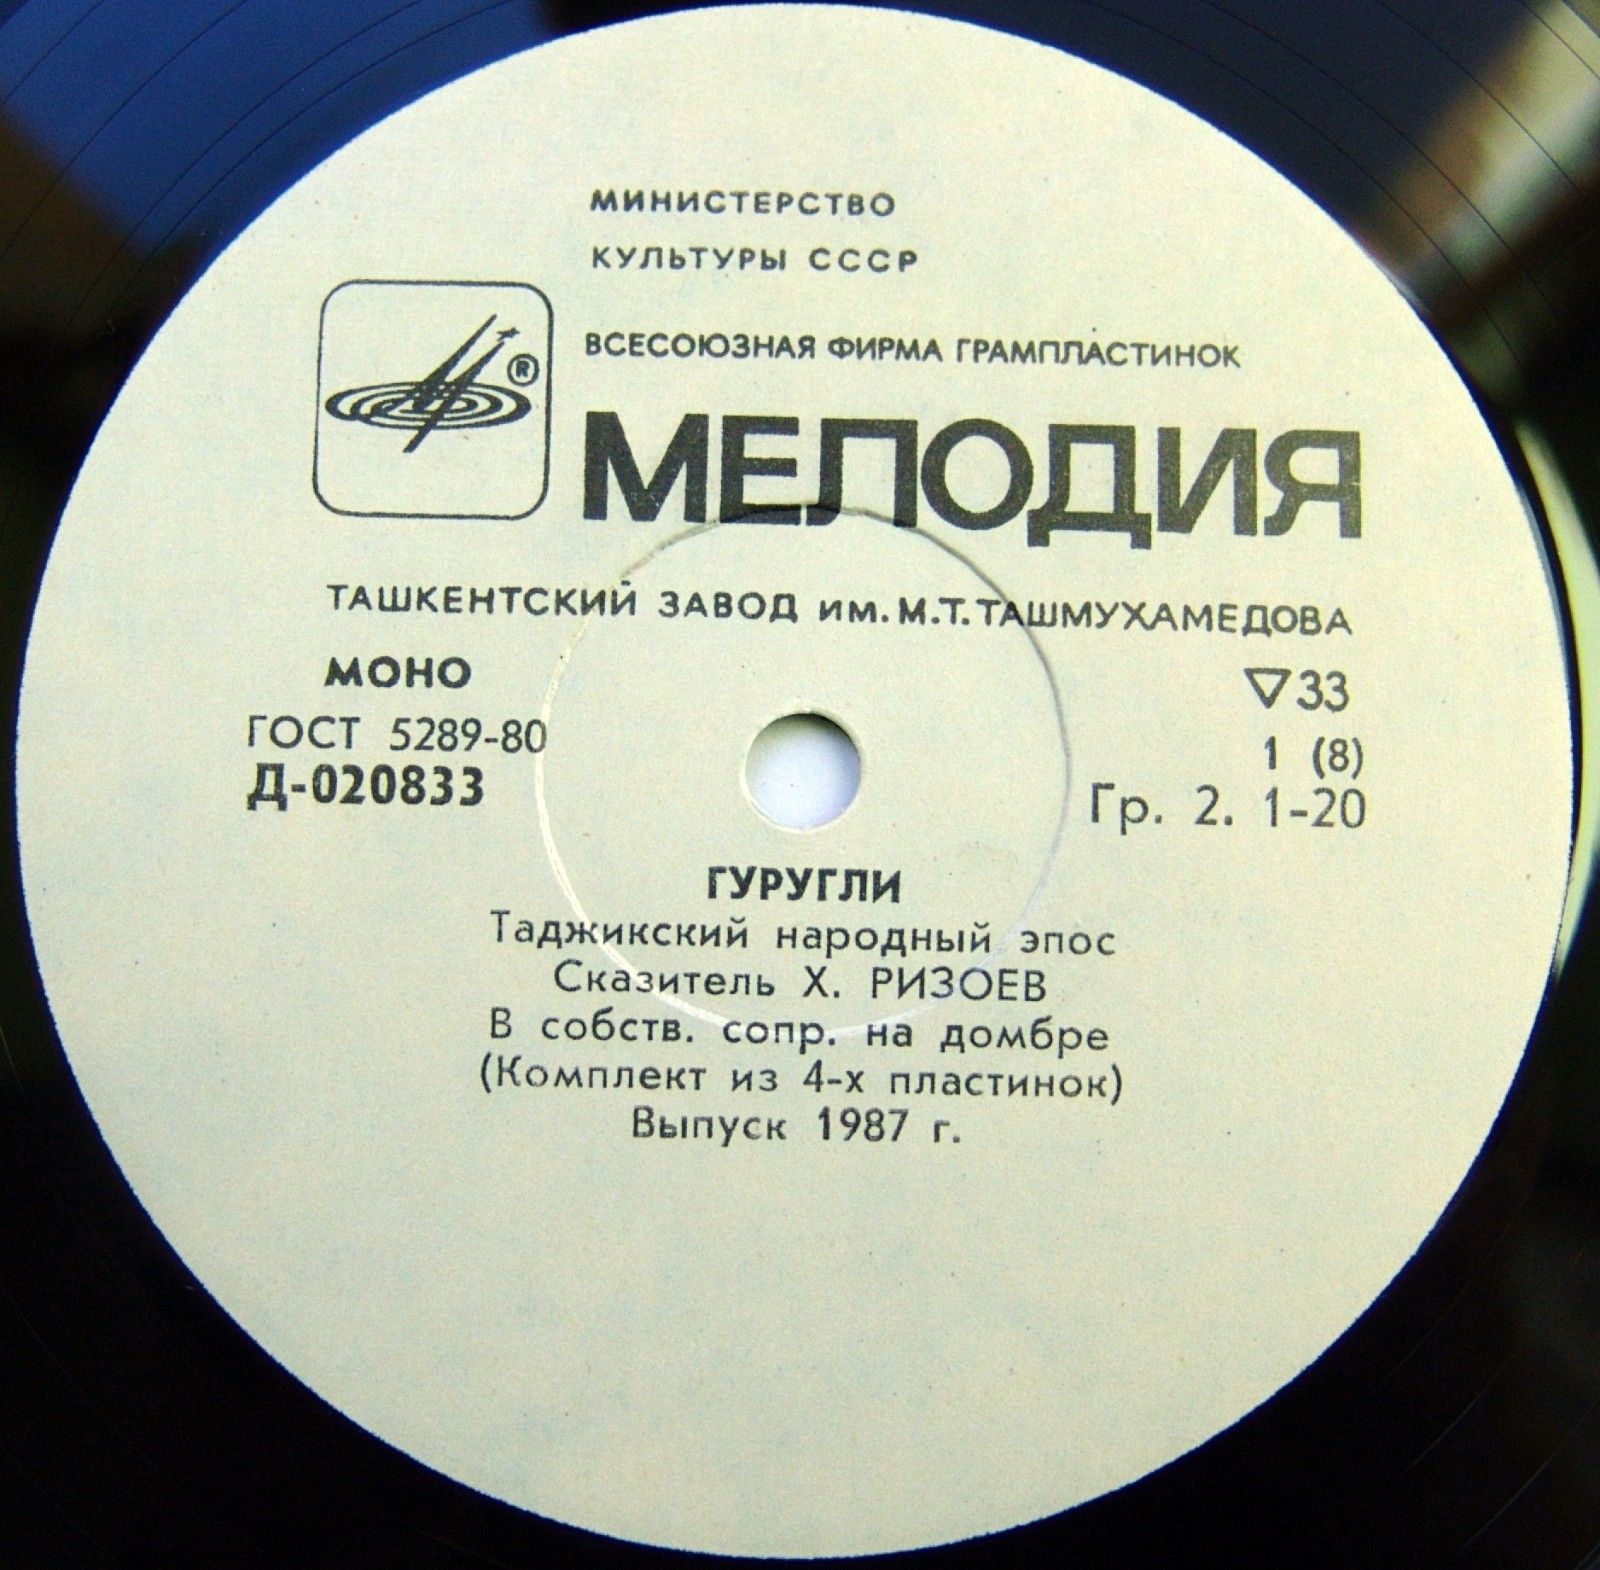 МИНИСТЕРСТВО
КУЛЬТУРЫ СССР
ВСЕСОЮЗНАЯ ФИРМА ГРАМПЛАСТИНОК
®
МЕЛОДИЯ
ТАШКЕНТСКИЙ ЗАВОД ИМ. М.Т. ТАШМУХАМЕДОВА
МОНО ▽33
ГОСТ 5289-80 1 (8)
Д-020833 Гр. 2. 1-20
ГУРУГЛИ
Таджикский народный эпос
Сказитель Х. РИЗОЕВ
В собств. сопр. на домбре
(Комплект из 4-х пластинок)
Выпуск 1987 г.